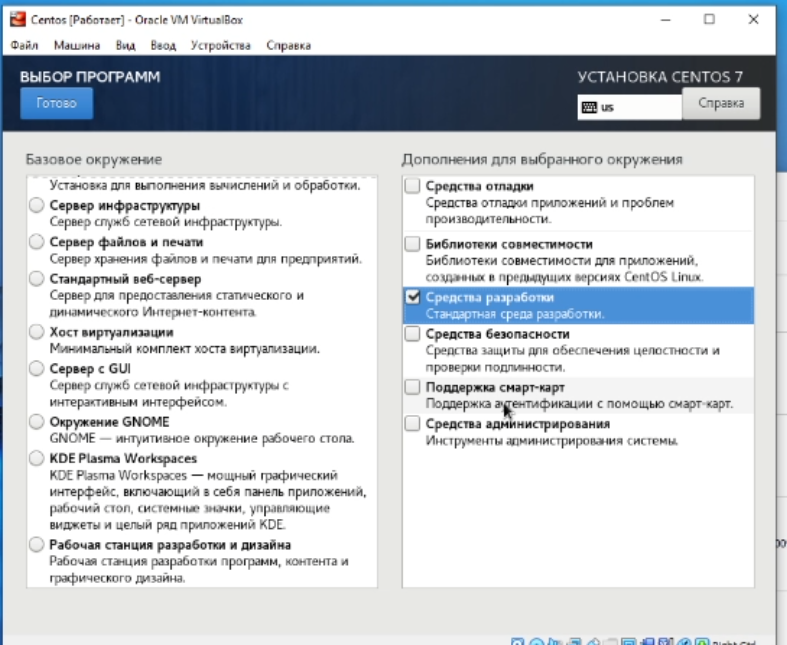 Centos [Работает] - Oracle VM VirtualBox
Файл Машина Вид Ввод Устройства Справка
ВЫБОР ПРОГРАММ
УСТАНОВКА CENTOS 7
Готово
us
Справка
Базовое окружение
Установка для выполнения вычислений и обработки.
Сервер инфраструктуры
Сервер служб сетевой инфраструктуры.
Сервер файлов и печати
Сервер хранения файлов и печати для предприятий.
Стандартный веб-сервер
Сервер для предоставления статического и
динамического Интернет-контента.
Хост виртуализации
Минимальный комплект хоста виртуализации.
Сервер с GUI
Сервер служб сетевой инфраструктуры с
интерактивным интерфейсом.
Окружение GNOME
GNOME — интуитивное окружение рабочего стола.
KDE Plasma Workspaces
KDE Plasma Workspaces — мощный графический
интерфейс, включающий в себя панель приложений,
рабочий стол, системные значки, управляющие
виджеты и целый ряд приложений KDE.
Рабочая станция разработки и дизайна
Рабочая станция разработки программ, контента и
графического дизайна.
Дополнения для выбранного окружения
Средства отладки
Средства отладки приложений и проблем
производительности.
Библиотеки совместимости
Библиотеки совместимости для приложений,
созданных в предыдущих версиях CentOS Linux.
Средства разработки
Стандартная среда разработки.
Средства безопасности
Средства защиты для обеспечения целостности и
проверки подлинности.
Поддержка смарт-карт
Поддержка аутентификации с помощью смарт-карт.
Средства администрирования
Инструменты администрирования системы.
Right Ctrl